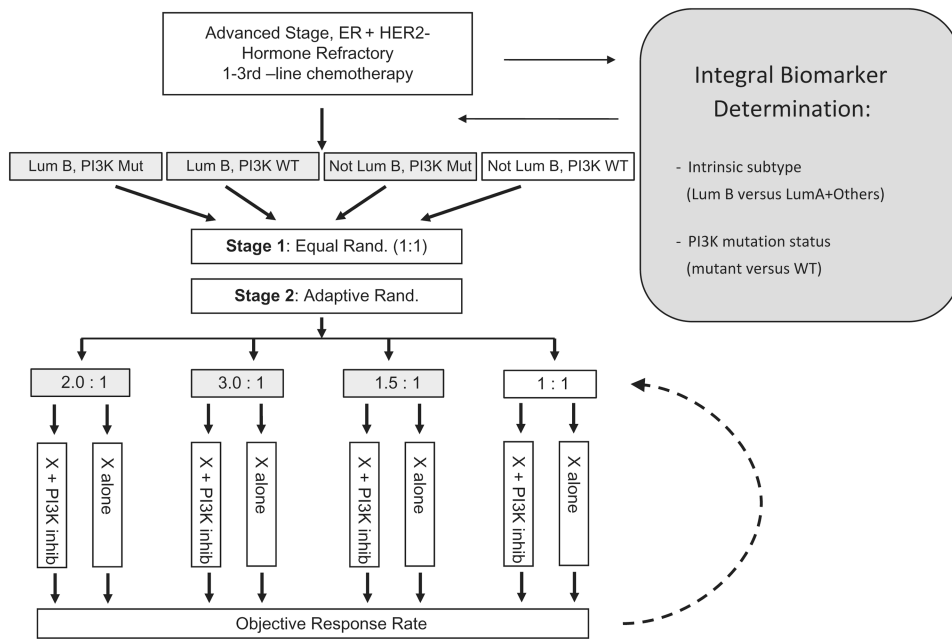 Advanced Stage, ER + HER2-
Hormone Refractory
1-3rd –line chemotherapy
Integral Biomarker
Determination:
- Intrinsic subtype
(Lum B versus LumA+Others)
- PI3K mutation status
(mutant versus WT)
Lum B, PI3K Mut
Lum B, PI3K WT
Not Lum B, PI3K Mut
Not Lum B, PI3K WT
Stage 1: Equal Rand. (1:1)
Stage 2: Adaptive Rand.
2.0 : 1
3.0 : 1
1.5 : 1
1 : 1
X + PI3K inhib
X alone
X + PI3K inhib
X alone
X + PI3K inhib
X alone
X + PI3K inhib
X alone
Objective Response Rate